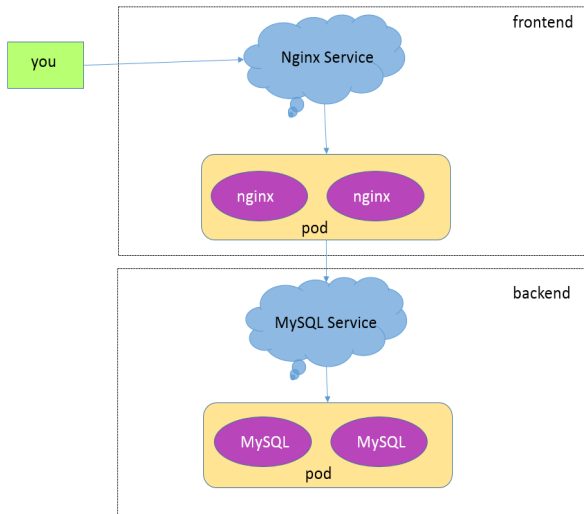 frontend
you
Nginx Service
nginx
nginx
pod
backend
MySQL Service
MySQL
MySQL
pod